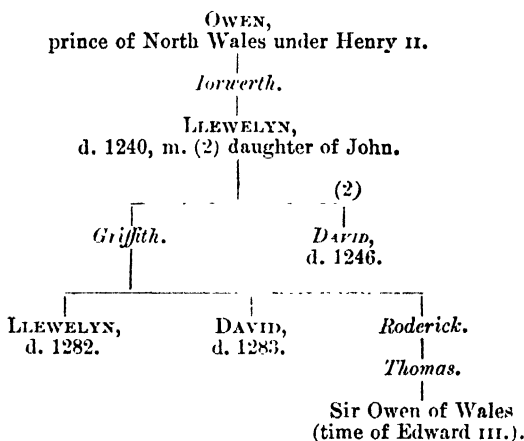 OWEN,
prince of North Wales under Henry II.
Iorwerth.
LLEWELYN,
d. 1240, m. (2) daughter of John.
(2)
Griffith.
DAVID,
d. 1246.
LLEWELYN,
d. 1282.
DAVID,
d. 1283.
Roderick.
Thomas.
Sir Owen of Wales
(time of Edward III.).